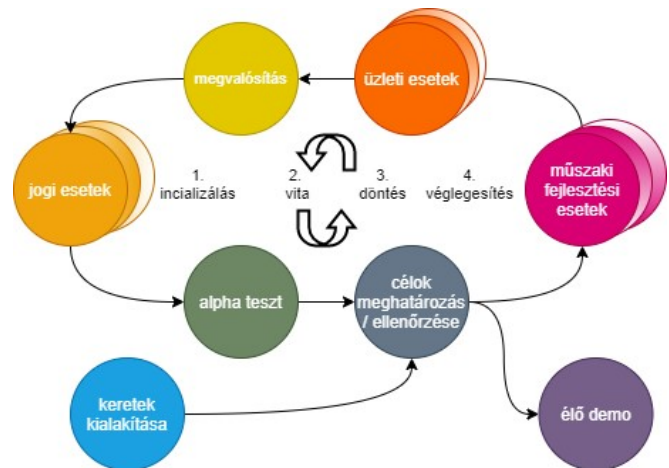 megvalósítás
üzleti esetek
jogi esetek
1.
incializálás
2.
vita
3.
döntés
4.
véglegesítés
műszaki
fejlesztési
esetek
alpha teszt
célok
meghatározás
/ ellenőrzése
keretek
kialakítása
élő demo